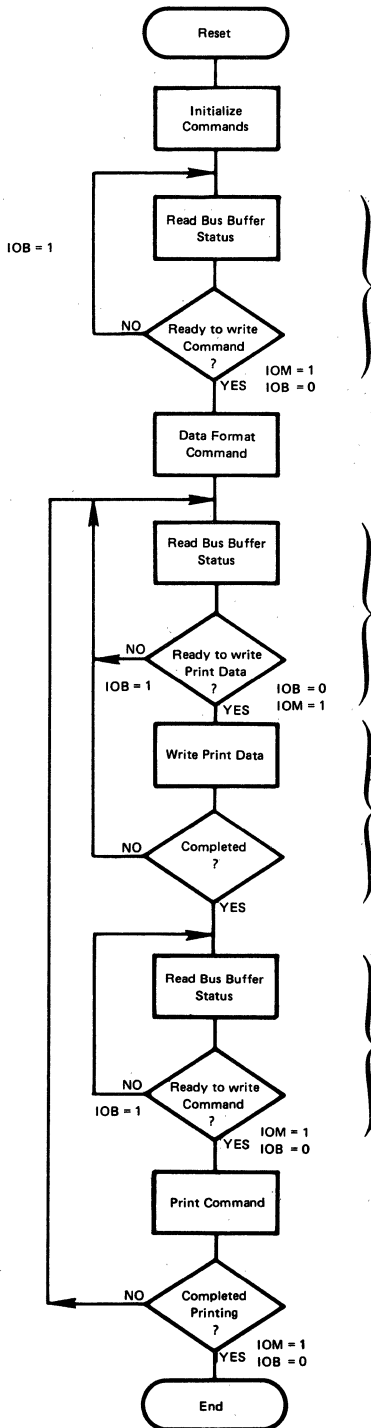 Reset
Initialize
Commands
Read Bus Buffer
Status
IOB = 1
NO
Ready to write
Command
?
YES
IOM = 1
IOB = 0
Data Format
Command
Read Bus Buffer
Status
NO
Ready to write
Print Data
?
IOB = 1
IOB = 0
IOM = 1
YES
Write Print Data
NO
Completed
?
YES
Read Bus Buffer
Status
NO
Ready to write
Command
?
IOB = 1
YES
IOM = 1
IOB = 0
Print Command
NO
Completed
Printing
?
YES
IOM = 1
IOB = 0
End